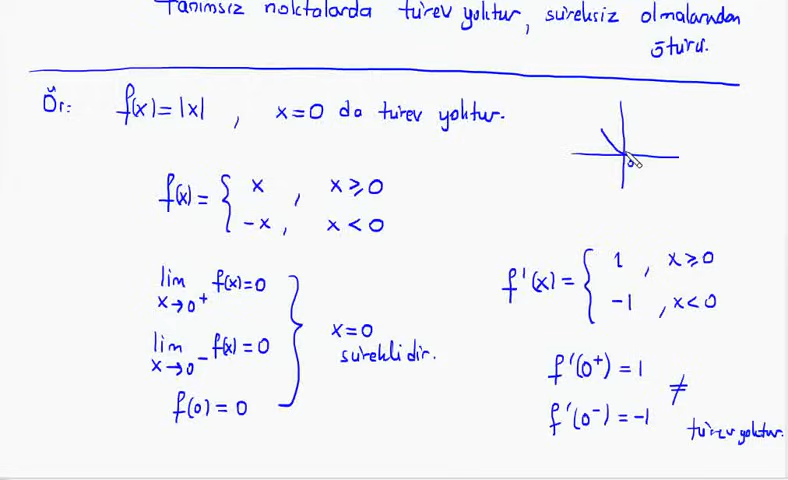 Tanımsız noktalarda türev yoktur, süreksiz olmalarından
ötürü.
Ör: f(x)=|x| , x=0 da türev yoktur.
f(x)= { x , x≥0
-x, x<0
lim x→0⁺ f(x)=0
lim x→0⁻ f(x)=0
f(0)=0
x=0
süreklidir.
f'(x)= { 1 , x≥0
-1 , x<0
f'(0⁺)=1
≠
f'(0⁻)=-1
türev yoktur.